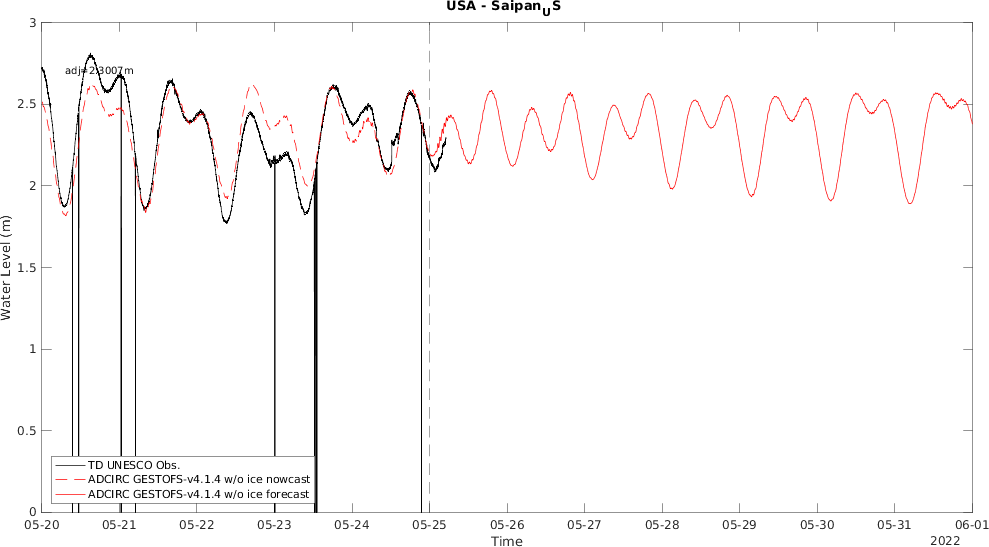 USA - Saipan_US
3
adj=2.3007m
2.5
2
1.5
1
0.5
0
Water Level (m)
TD UNESCO Obs.
ADCIRC GESTOFS-v4.1.4 w/o ice nowcast
ADCIRC GESTOFS-v4.1.4 w/o ice forecast
05-20 05-21 05-22 05-23 05-24 05-25 05-26 05-27 05-28 05-29 05-30 05-31 06-01
Time
2022